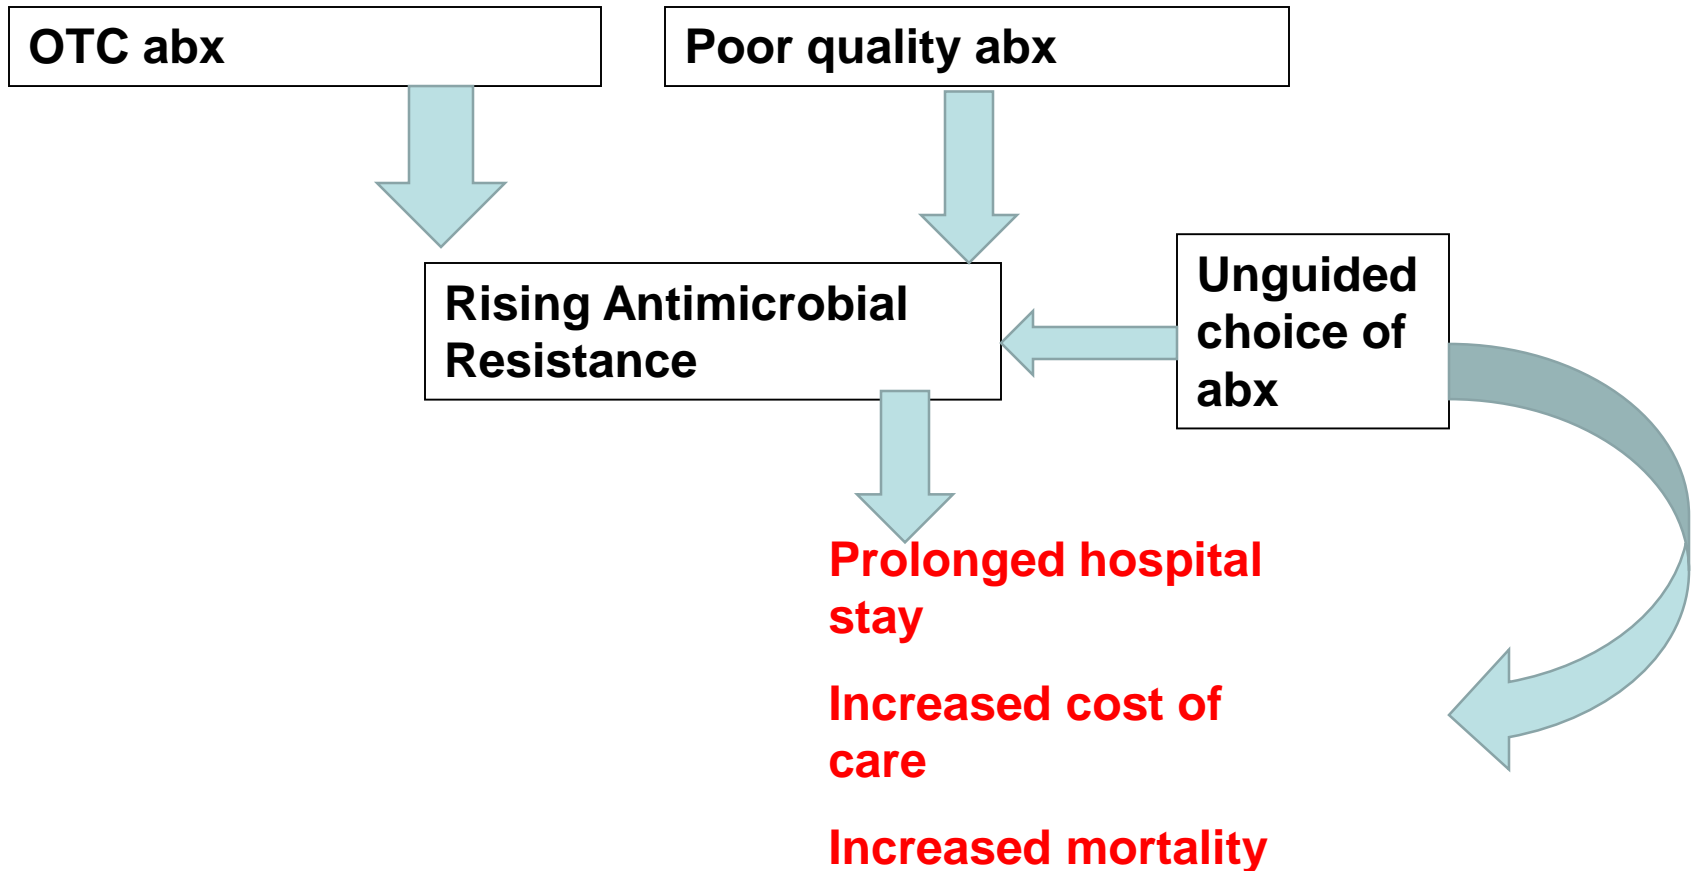 OTC abx
Poor quality abx
Rising Antimicrobial
Resistance
Unguided
choice of
abx
Prolonged hospital
stay
Increased cost of
care
Increased mortality